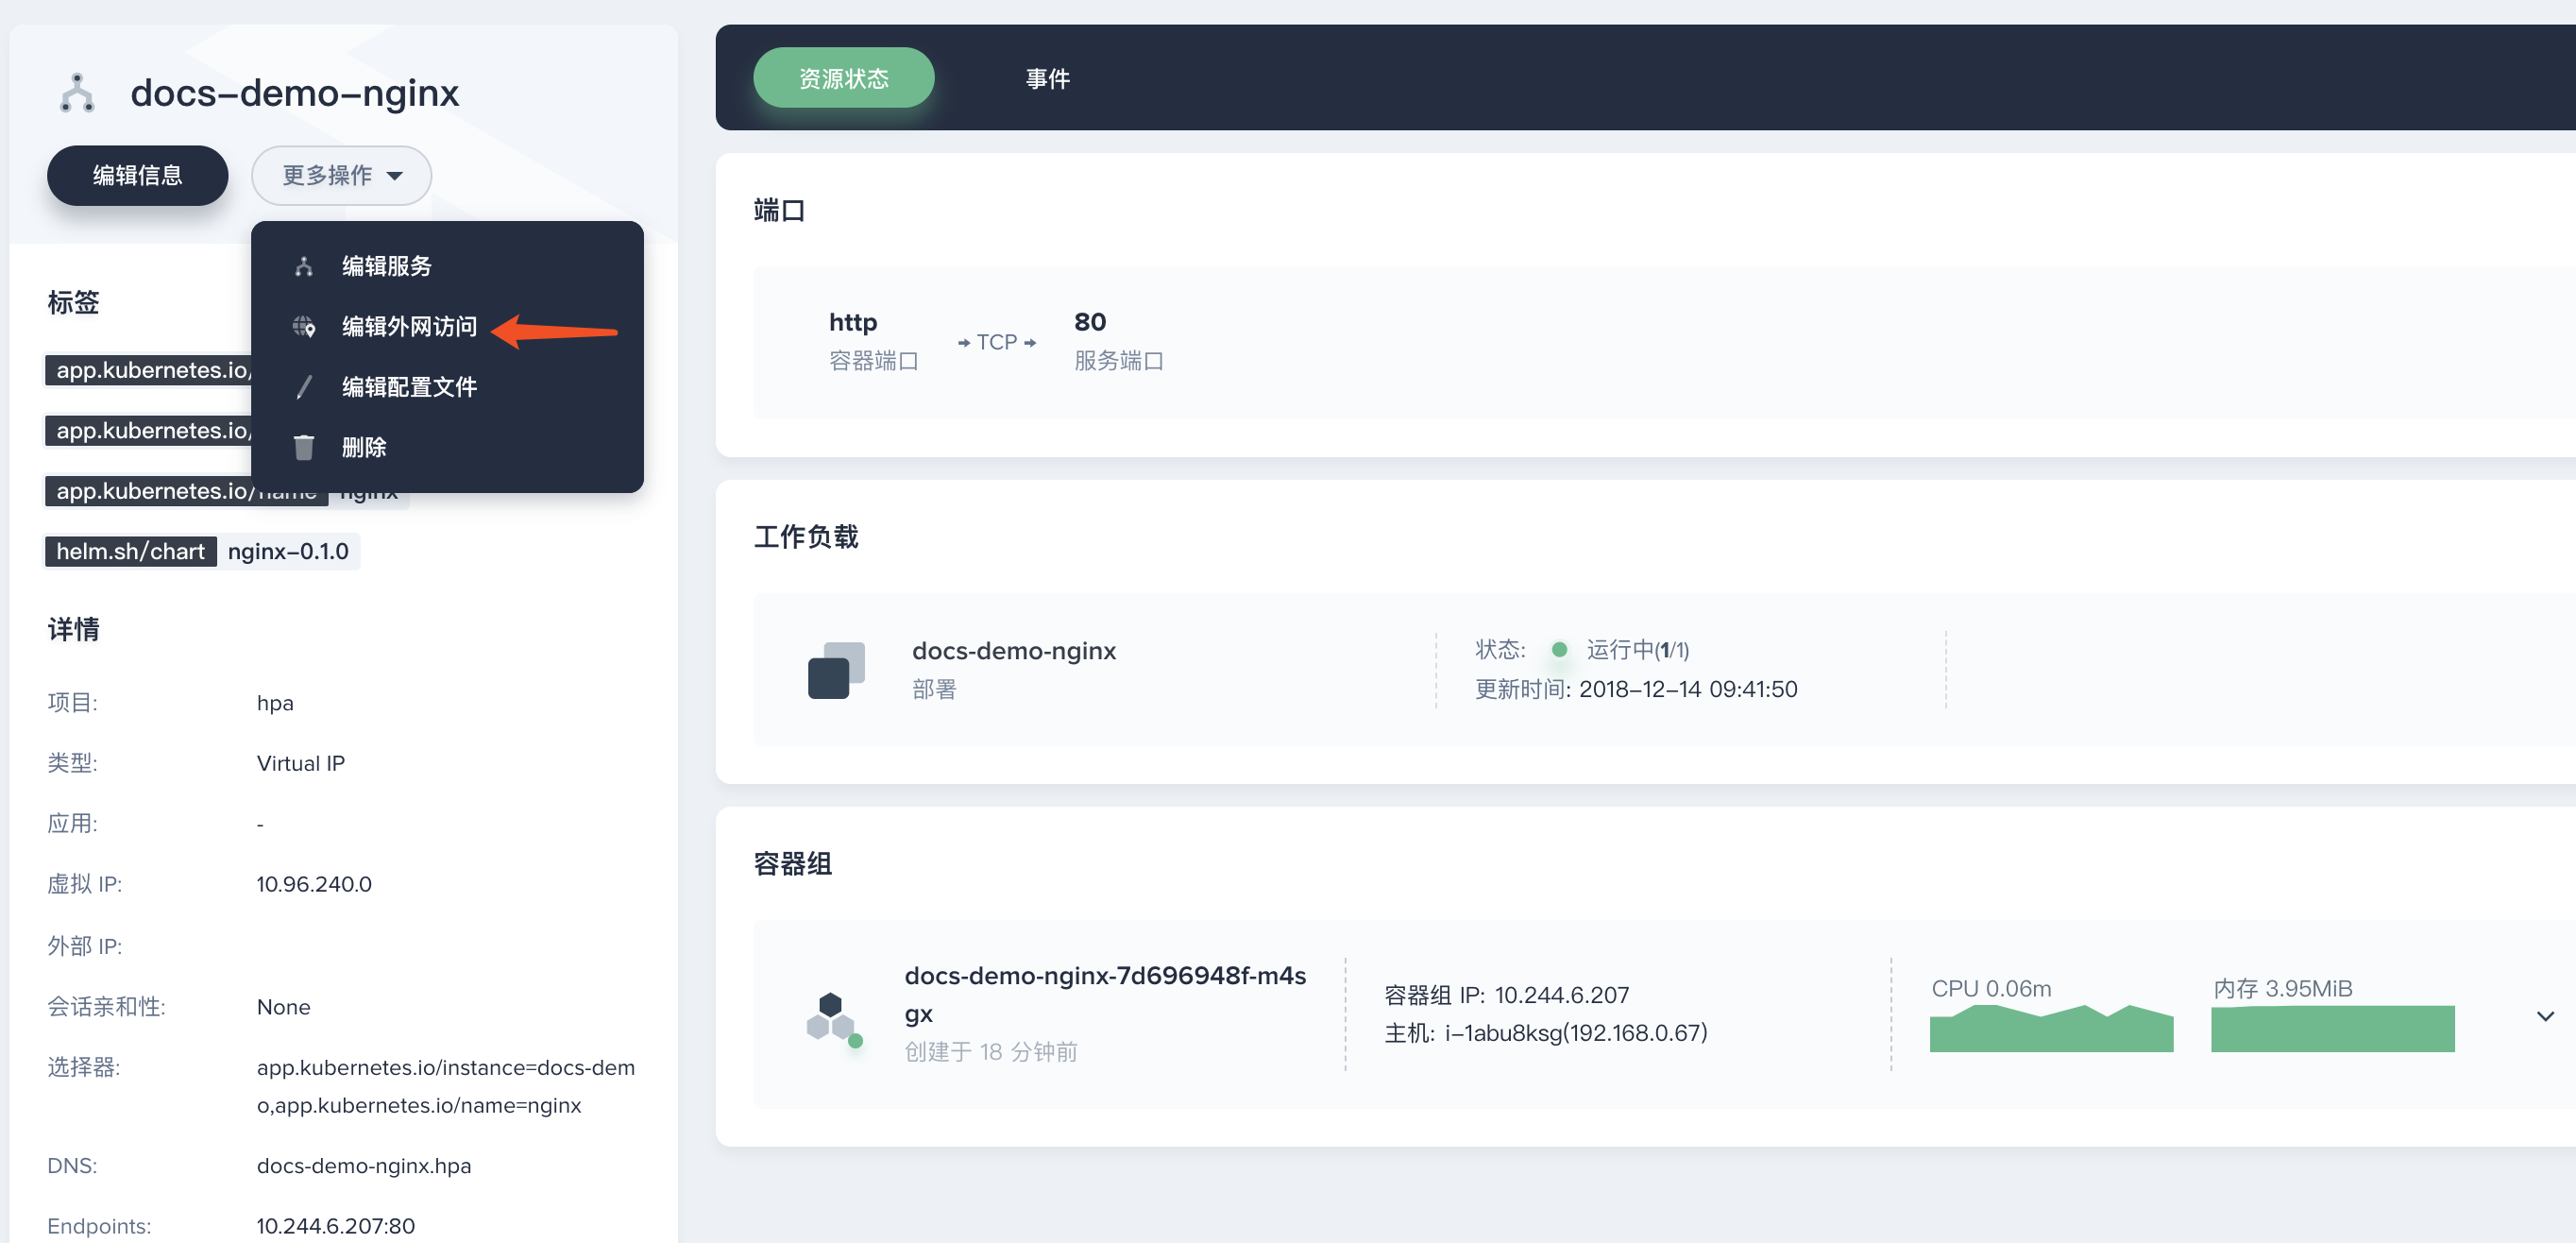 docs-demo-nginx
编辑信息
更多操作
编辑服务
编辑外网访问
编辑配置文件
删除
标签
app.kubernetes.io/
app.kubernetes.io/
app.kubernetes.io/name nginx
helm.sh/chart nginx-0.1.0
详情
项目: hpa
类型: Virtual IP
应用: -
虚拟 IP: 10.96.240.0
外部 IP:
会话亲和性: None
选择器: app.kubernetes.io/instance=docs-dem
o,app.kubernetes.io/name=nginx
DNS: docs-demo-nginx.hpa
Endpoints: 10.244.6.207:80
资源状态
事件
端口
http → TCP → 80
容器端口 服务端口
工作负载
docs-demo-nginx
部署
状态: 运行中(1/1)
更新时间: 2018-12-14 09:41:50
容器组
docs-demo-nginx-7d696948f-m4s
gx
创建于 18 分钟前
容器组 IP: 10.244.6.207
主机: i-1abu8ksg(192.168.0.67)
CPU 0.06m
内存 3.95MiB